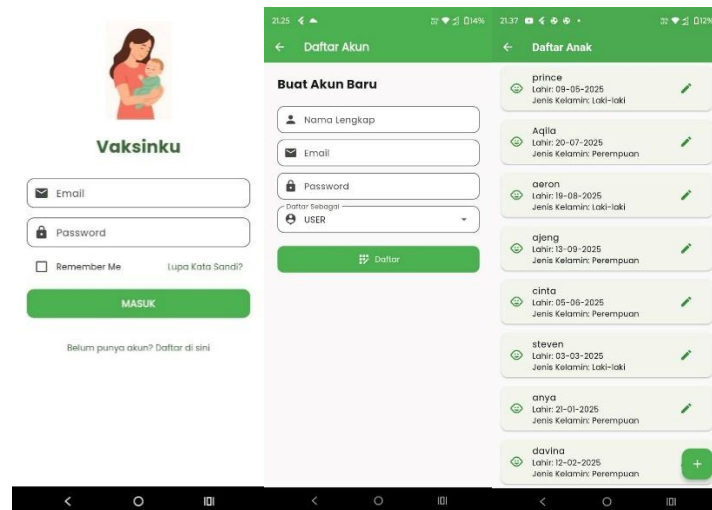 Vaksinku
Email
Password
Remember Me
Lupa Kata Sandi?
MASUK
Belum punya akun? Daftar di sini
21.25
14%
Daftar Akun
Buat Akun Baru
Nama Lengkap
Email
Password
Daftar Sebagai
USER
Daftar
21.37
12%
Daftar Anak
prince
Lahir: 09-05-2025
Jenis Kelamin: Laki-laki
Aqila
Lahir: 20-07-2025
Jenis Kelamin: Perempuan
aeron
Lahir: 19-08-2025
Jenis Kelamin: Laki-laki
ajeng
Lahir: 13-09-2025
Jenis Kelamin: Perempuan
cinta
Lahir: 05-06-2025
Jenis Kelamin: Perempuan
steven
Lahir: 03-03-2025
Jenis Kelamin: Laki-laki
anya
Lahir: 21-01-2025
Jenis Kelamin: Perempuan
davina
Lahir: 12-02-2025
Jenis Kelamin: Perempuan